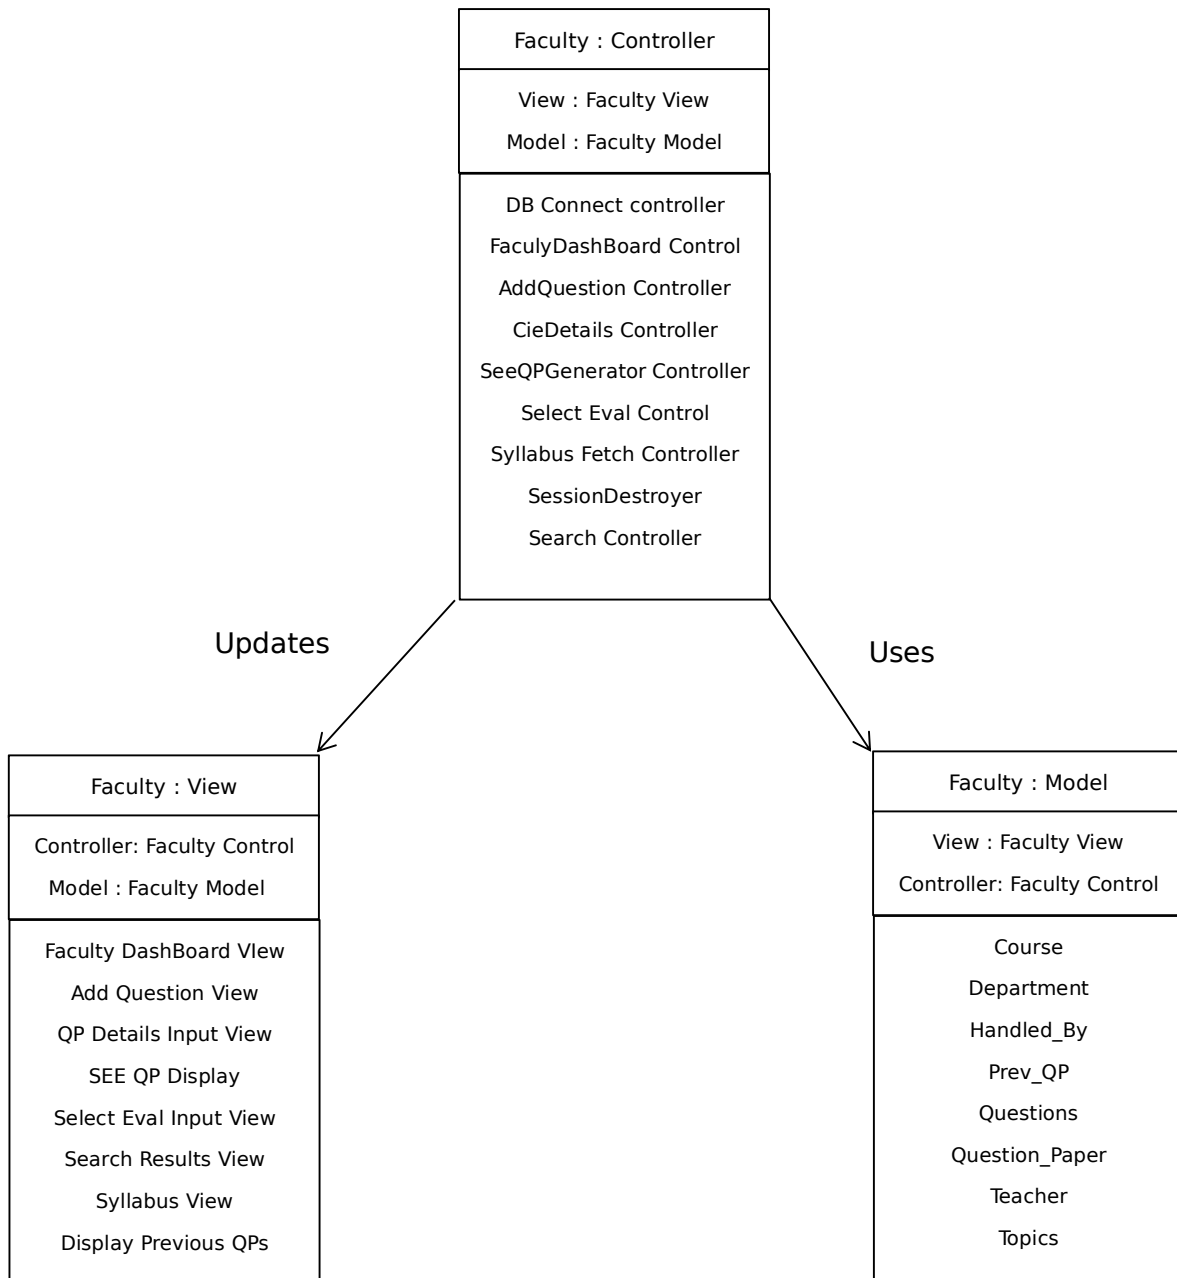 Faculty : Controller
View : Faculty View
Model : Faculty Model
DB Connect controller
FaculyDashBoard Control
AddQuestion Controller
CieDetails Controller
SeeQPGenerator Controller
Select Eval Control
Syllabus Fetch Controller
SessionDestroyer
Search Controller
Updates
Uses
Faculty : View
Controller: Faculty Control
Model : Faculty Model
Faculty DashBoard VIew
Add Question View
QP Details Input View
SEE QP Display
Select Eval Input View
Search Results View
Syllabus View
Display Previous QPs
Faculty : Model
View : Faculty View
Controller: Faculty Control
Course
Department
Handled_By
Prev_QP
Questions
Question_Paper
Teacher
Topics